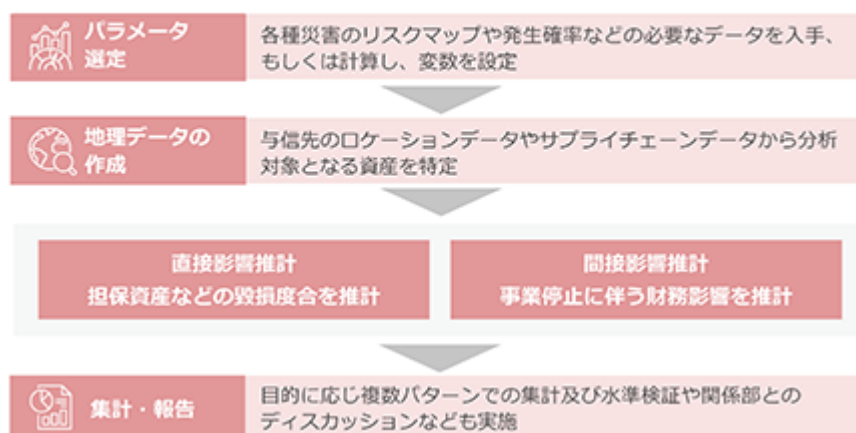 パラメータ
選定
各種災害のリスクマップや発生確率などの必要なデータを入手、
もしくは計算し、変数を設定
地理データの
作成
与信先のロケーションデータやサプライチェーンデータから分析
対象となる資産を特定
直接影響推計
担保資産などの毀損度合を推計
間接影響推計
事業停止に伴う財務影響を推計
集計・報告
目的に応じ複数パターンでの集計及び水準検証や関係部との
ディスカッションなども実施